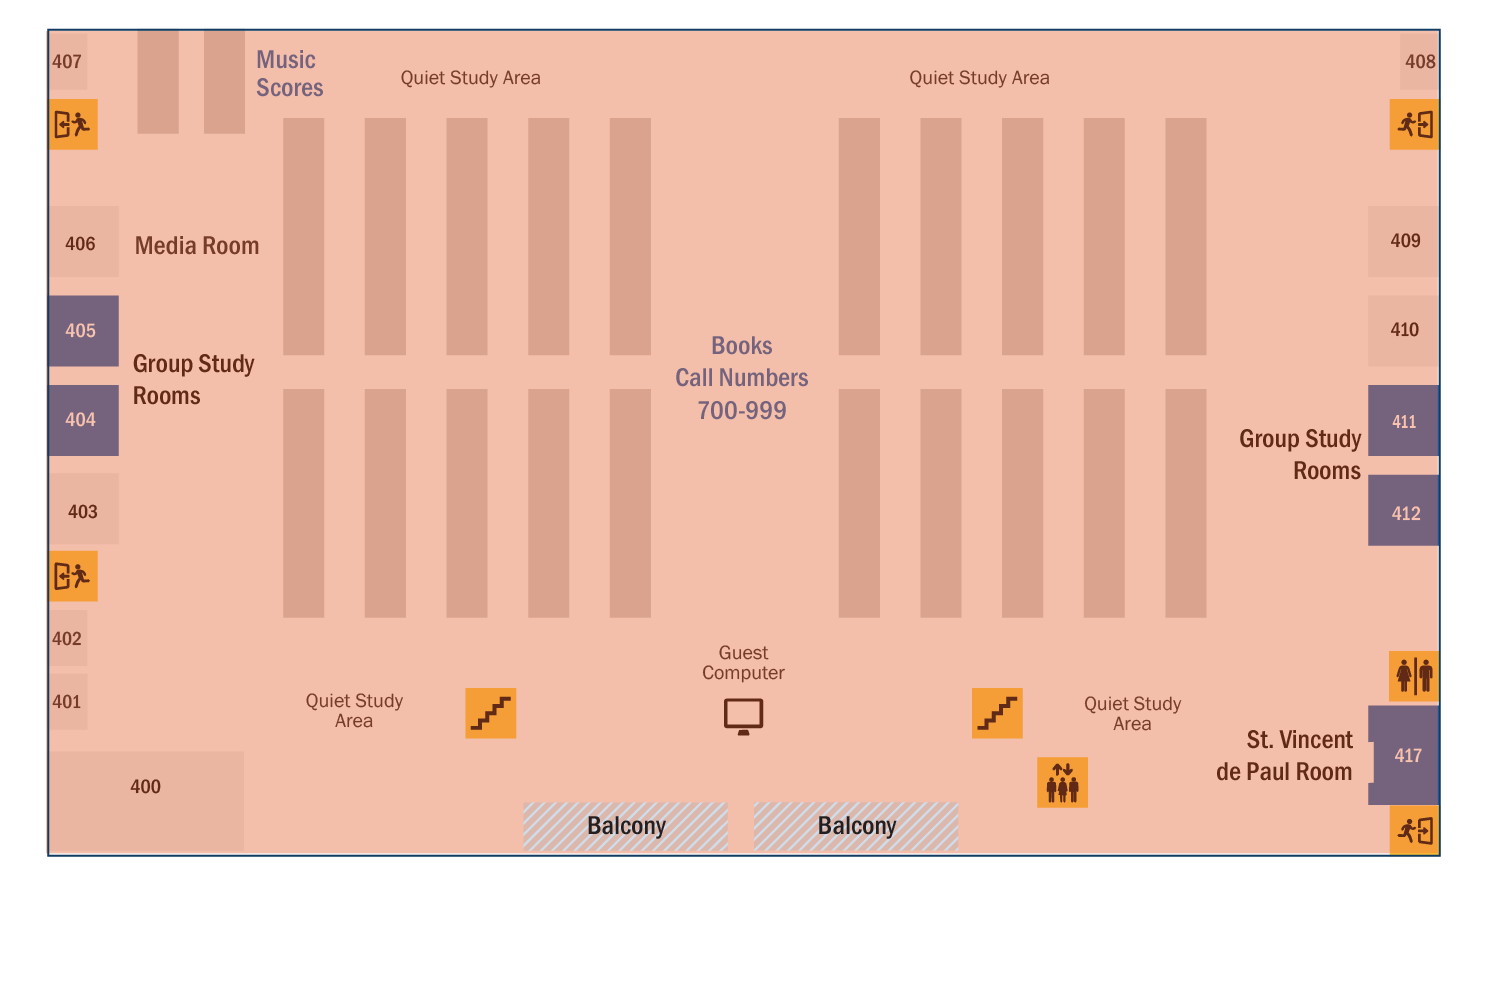 407
Music
Scores
Quiet Study Area
Quiet Study Area
408
406
Media Room
409
405
410
Group Study
Rooms
Books
Call Numbers
700-999
404
411
Group Study
Rooms
403
412
402
Guest
Computer
401
Quiet Study
Area
Quiet Study
Area
St. Vincent
de Paul Room
417
400
Balcony
Balcony